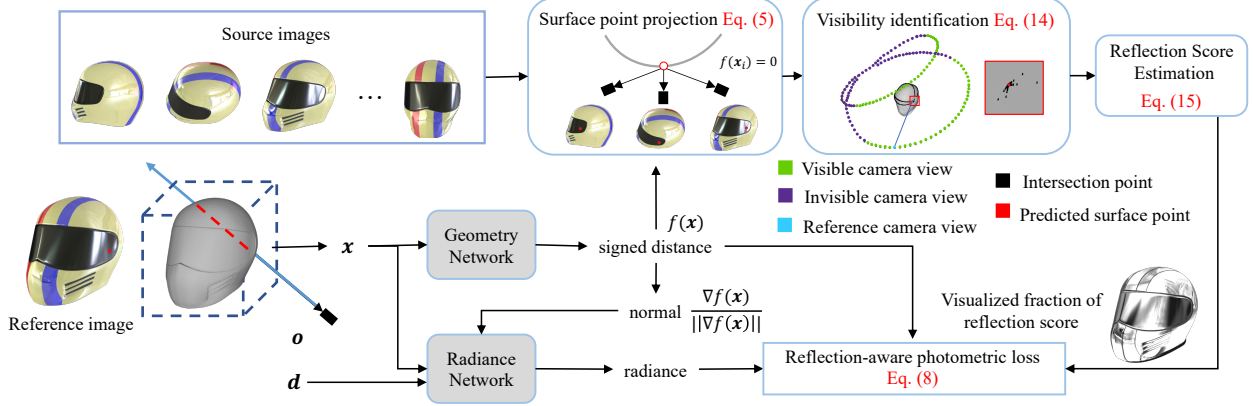 Source images
...
Surface point projection Eq. (5)
f(x_i) = 0
Visibility identification Eq. (14)
Reflection Score
Estimation
Eq. (15)
Visible camera view
Invisible camera view
Reference camera view
Intersection point
Predicted surface point
Reference image
x
o
d
Geometry
Network
f(x)
signed distance
normal ∇f(x) / ||∇f(x)||
Radiance
Network
radiance
Visualized fraction of
reflection score
Reflection-aware photometric loss
Eq. (8)